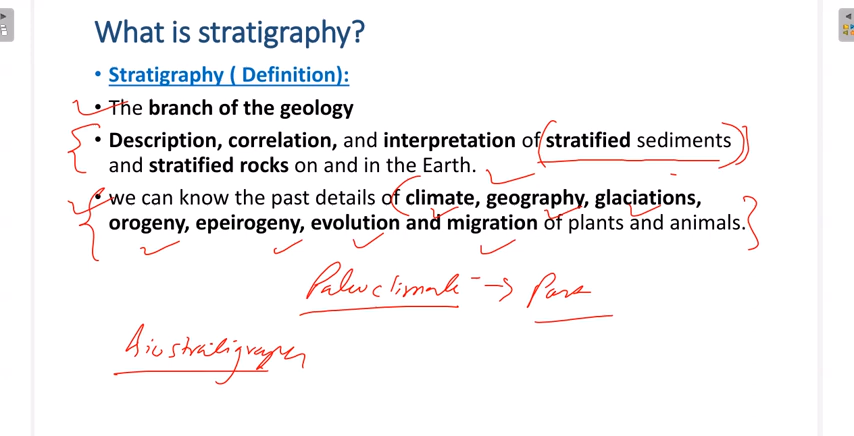 What is stratigraphy?
• Stratigraphy ( Definition):
• The branch of the geology
• Description, correlation, and interpretation of stratified sediments
and stratified rocks on and in the Earth.
• we can know the past details of climate, geography, glaciations,
orogeny, epeirogeny, evolution and migration of plants and animals.
Paleoclimate → Pas
Biostratigraphy